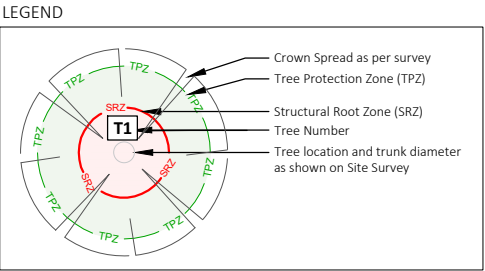 LEGEND
Crown Spread as per survey
Tree Protection Zone (TPZ)
Structural Root Zone (SRZ)
Tree Number
Tree location and trunk diameter
as shown on Site Survey
TPZ
TPZ
TPZ
TPZ
TPZ
TPZ
TPZ
TPZ
SRZ
SRZ
SRZ
T1